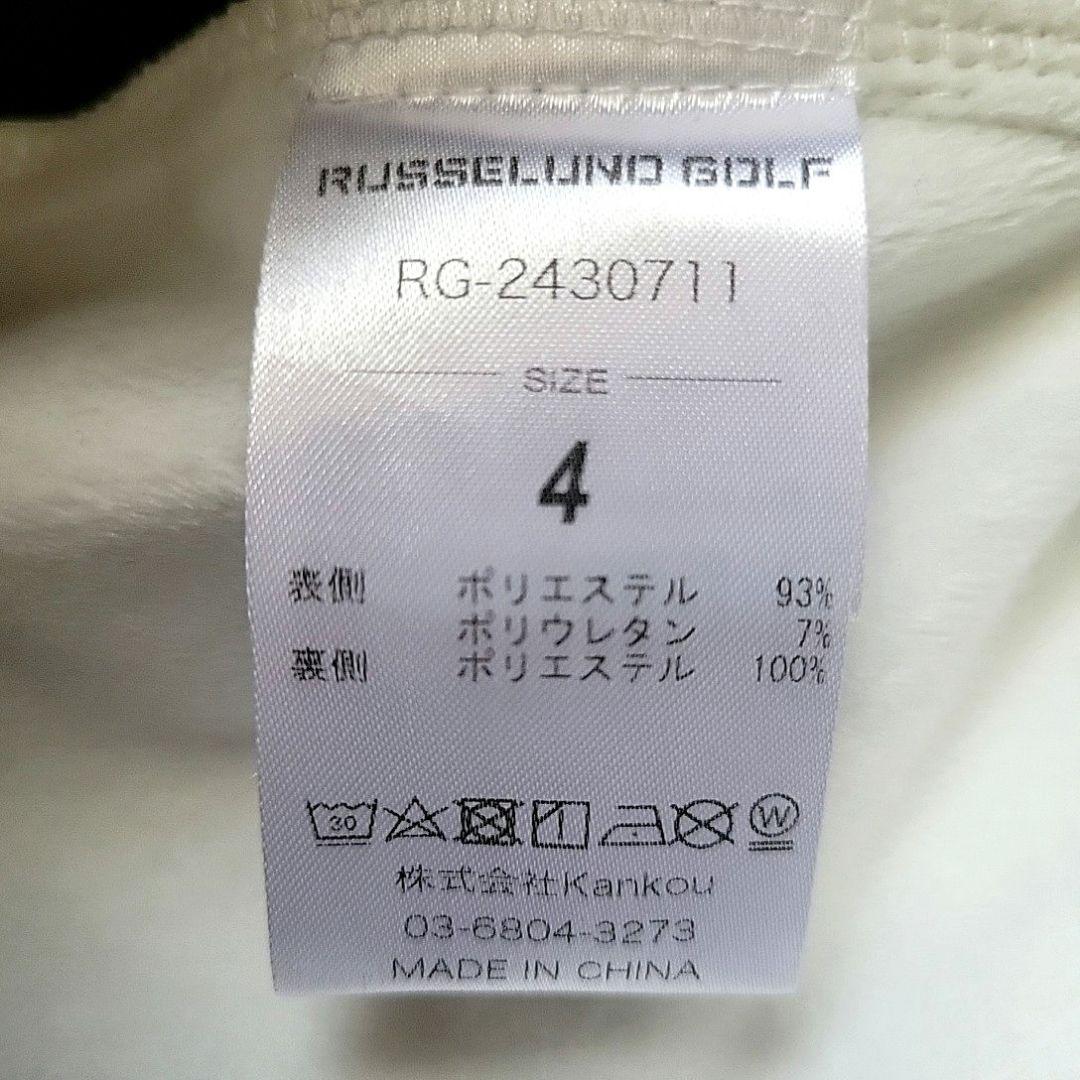 RUSSELUNO GOLF
RG-2430711
SIZE
4
表側 ポリエステル 93%
ポリウレタン 7%
裏側 ポリエステル 100%
30 W
株式会社Kankou
03-6804-3273
MADE IN CHINA